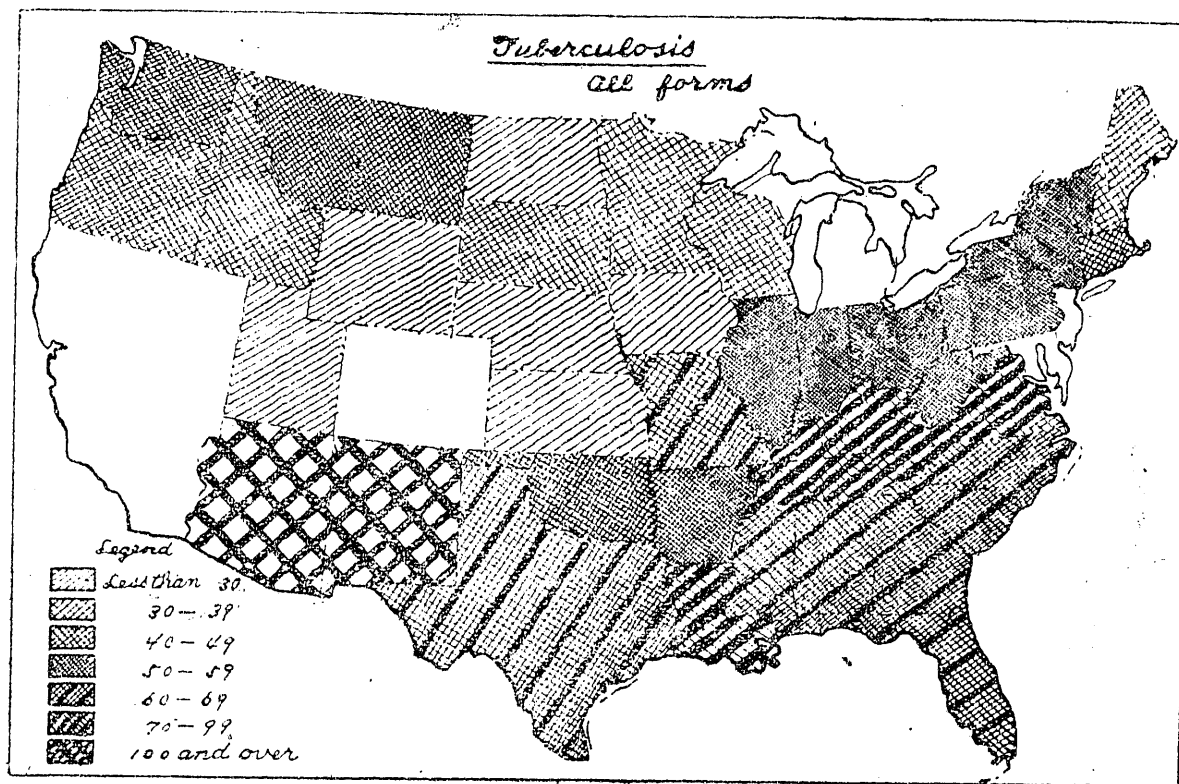 Tuberculosis
All forms
Legend
Less than 30.
30-39
40-49
50-59
60-69
70-99
100 and over